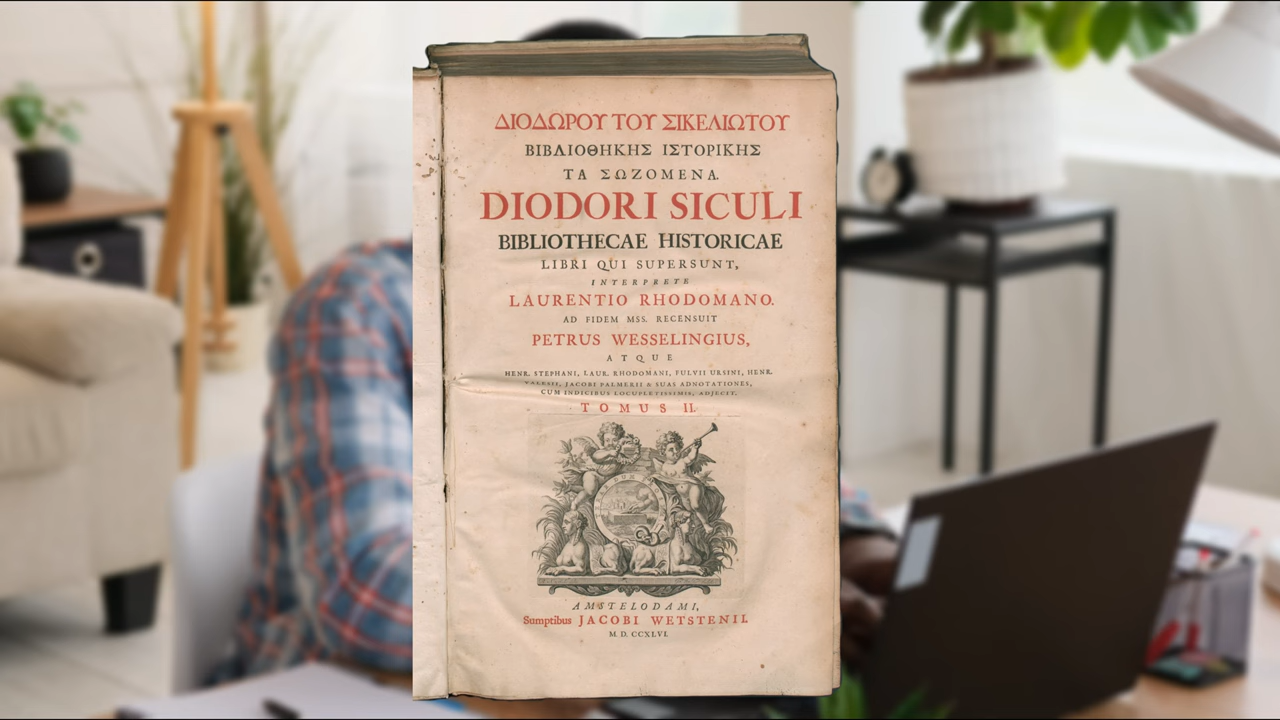 ΔΙΟΔΩΡΟΥ ΤΟΥ ΣΙΚΕΛΙΩΤΟΥ
ΒΙΒΛΙΟΘΗΚΗΣ ΙΣΤΟΡΙΚΗΣ
ΤΑ ΣΩΖΟΜΕΝΑ.
DIODORI SICULI
BIBLIOTHECAE HISTORICAE
LIBRI QUI SUPERSUNT,
INTERPRETE
LAURENTIO RHODOMANO.
AD FIDEM MSS. RECENSUIT
PETRUS WESSELINGIUS,
ATQUE
HENR. STEPHANI, LAUR. RHODOMANI, FULVII URSINI, HENR.
VALESII, JACOBI PALMERII & SUAS ADNOTATIONES,
CUM INDICIBUS LOCUPLETISSIMIS, ADJECIT.
TOMUS II.
AMSTELODAMI,
Sumptibus JACOBI WETSTENII.
M. D. CCXLVI.